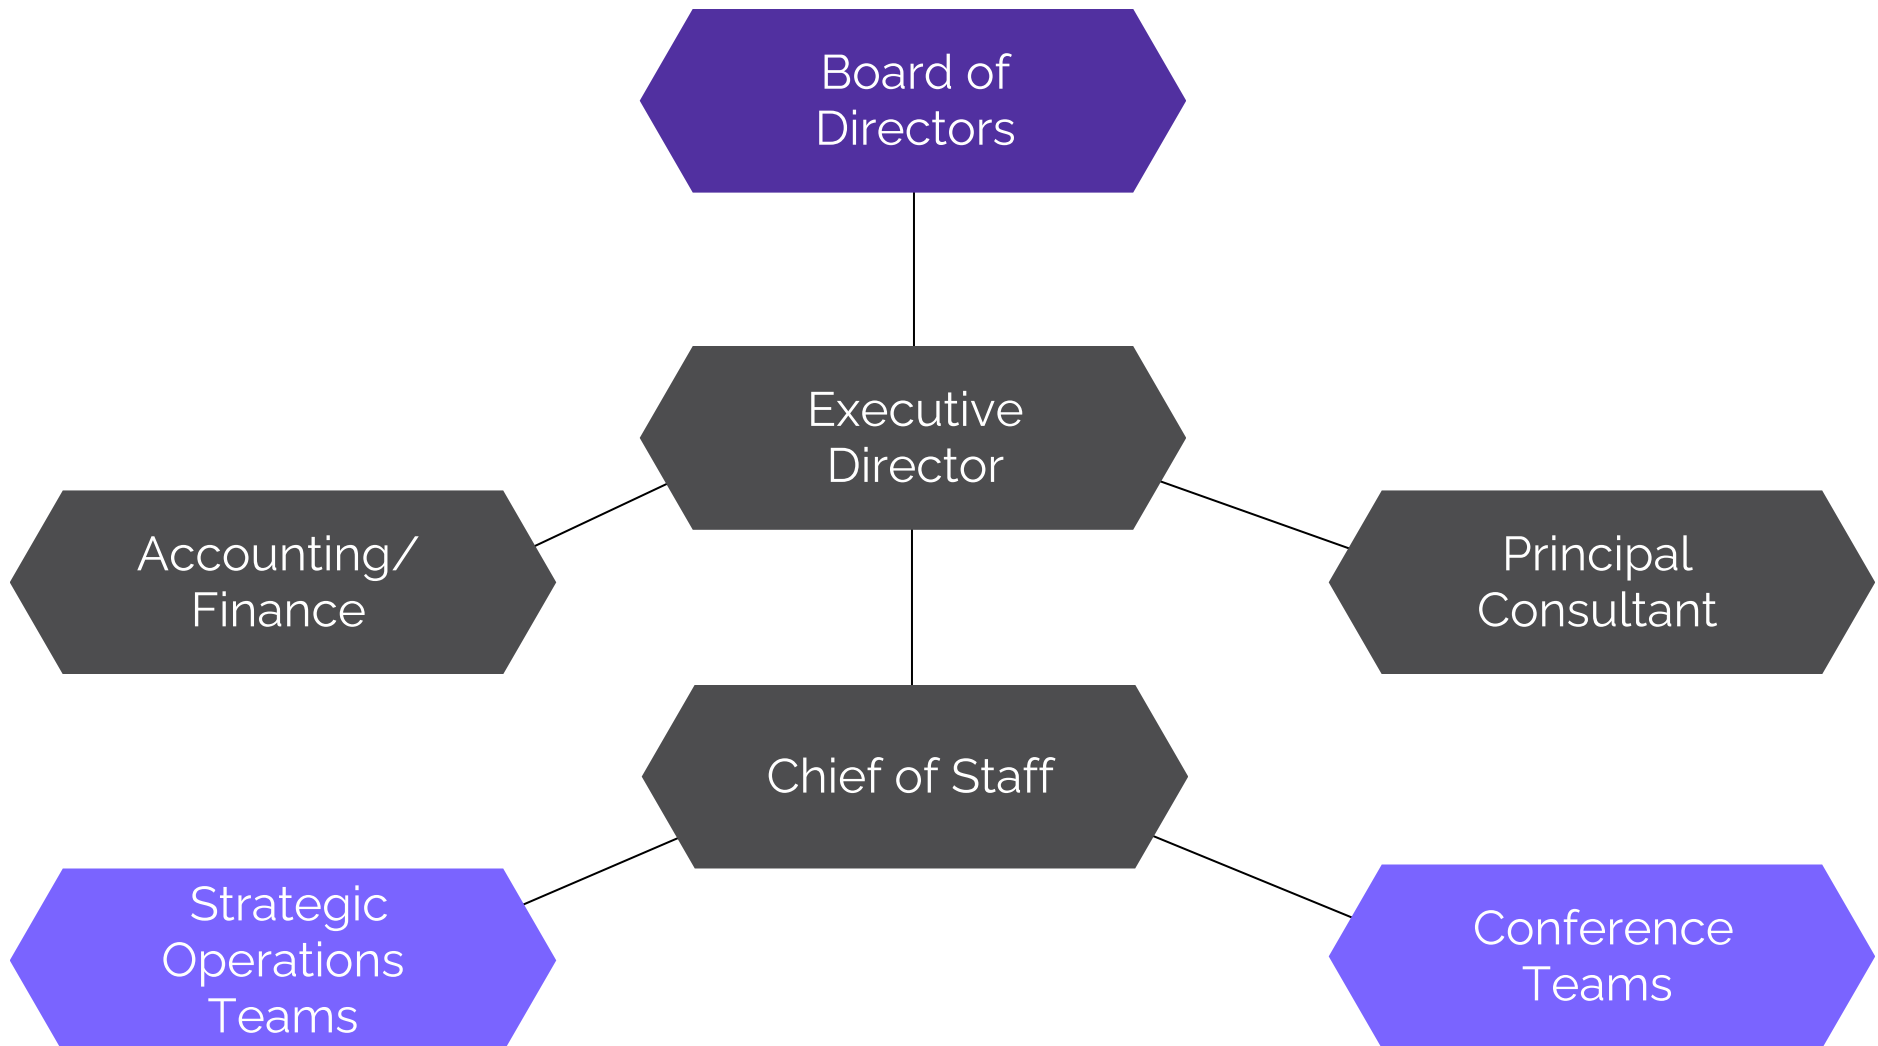 Board of
Directors
Executive
Director
Accounting/
Finance
Principal
Consultant
Chief of Staff
Strategic
Operations
Teams
Conference
Teams